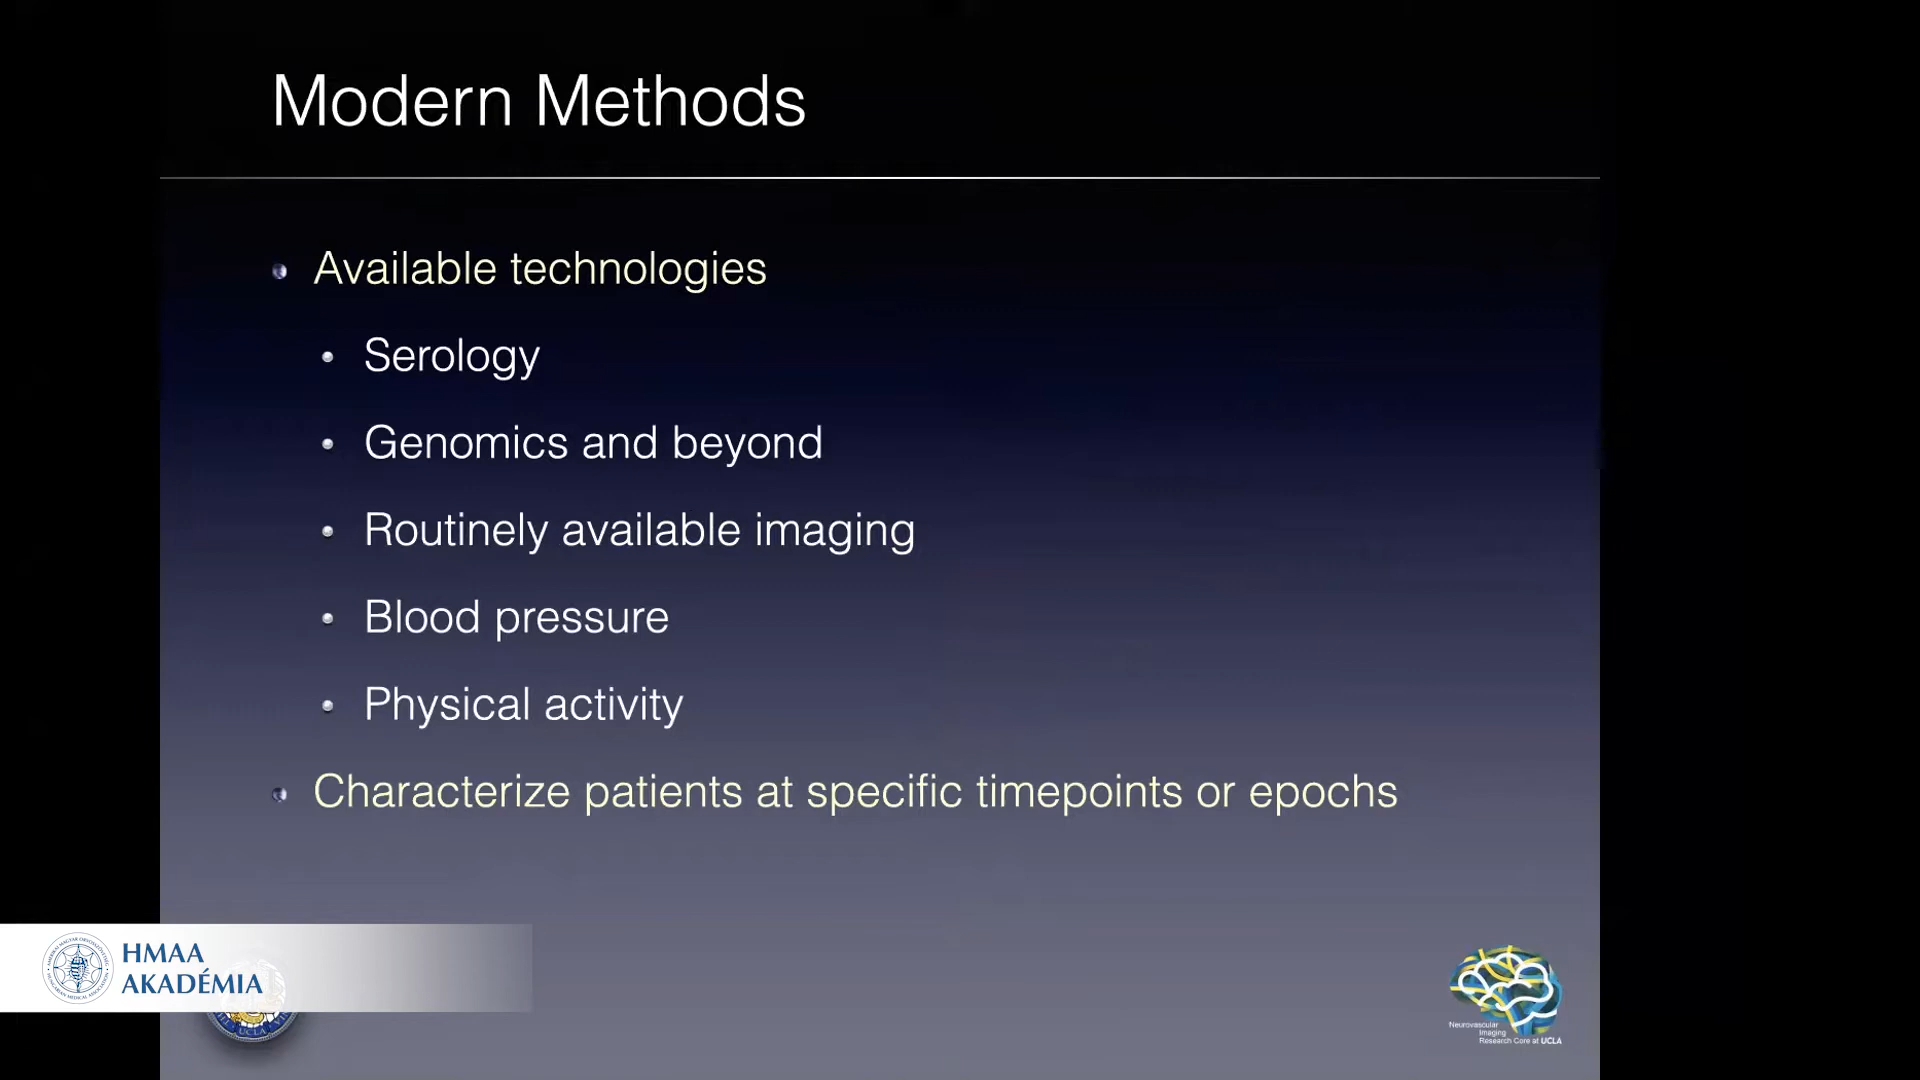 Modern Methods
Available technologies
Serology
Genomics and beyond
Routinely available imaging
Blood pressure
Physical activity
Characterize patients at specific timepoints or epochs
HMAA
AKADÉMIA
UCLA
Neurovascular
Imaging
Research Core at UCLA